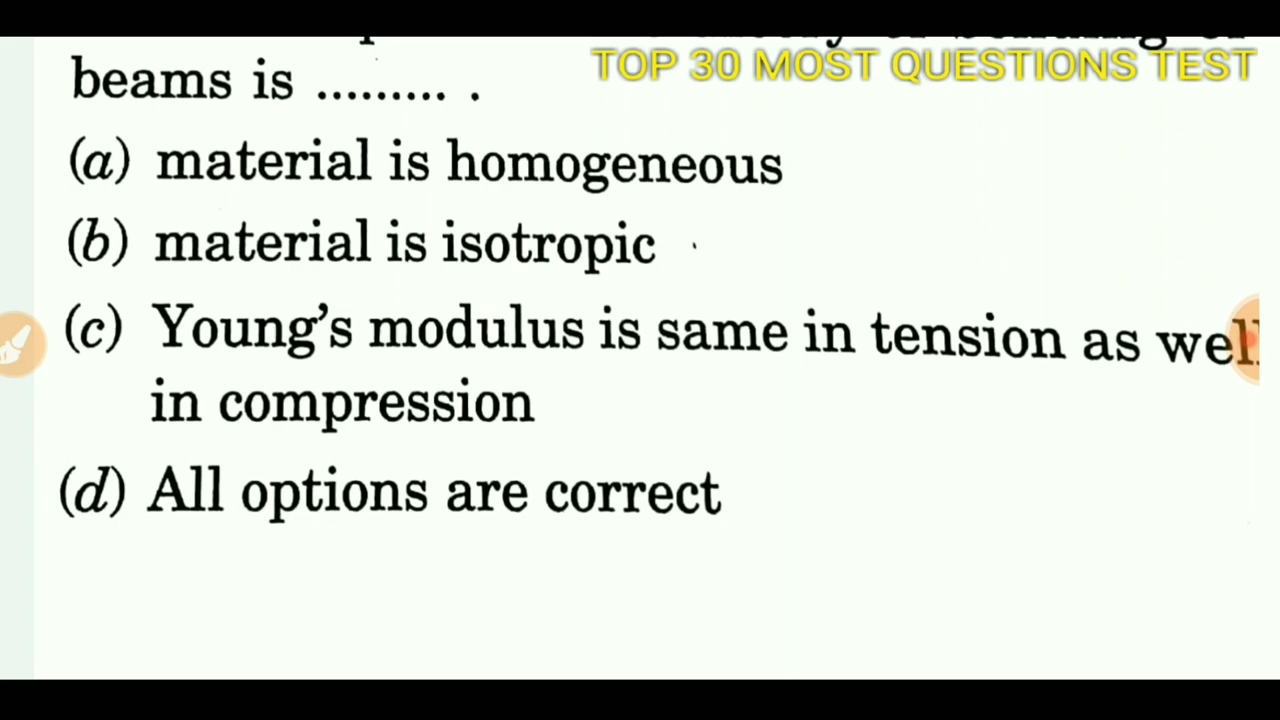 beams is ......... .
TOP 30 MOST QUESTIONS TEST
(a) material is homogeneous
(b) material is isotropic
(c) Young's modulus is same in tension as well
in compression
(d) All options are correct